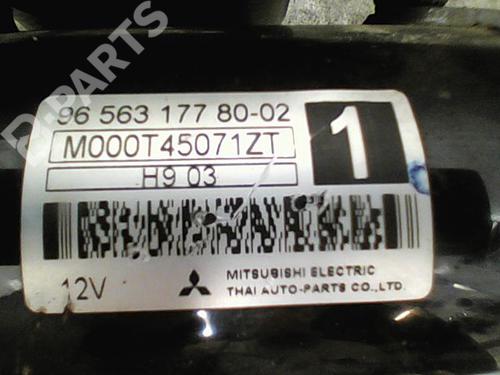 D-PARTS
96 563 177 80-02
M000T45071ZT
1
H9 03
12V
MITSUBISHI ELECTRIC
THAI AUTO-PARTS CO.,LTD.